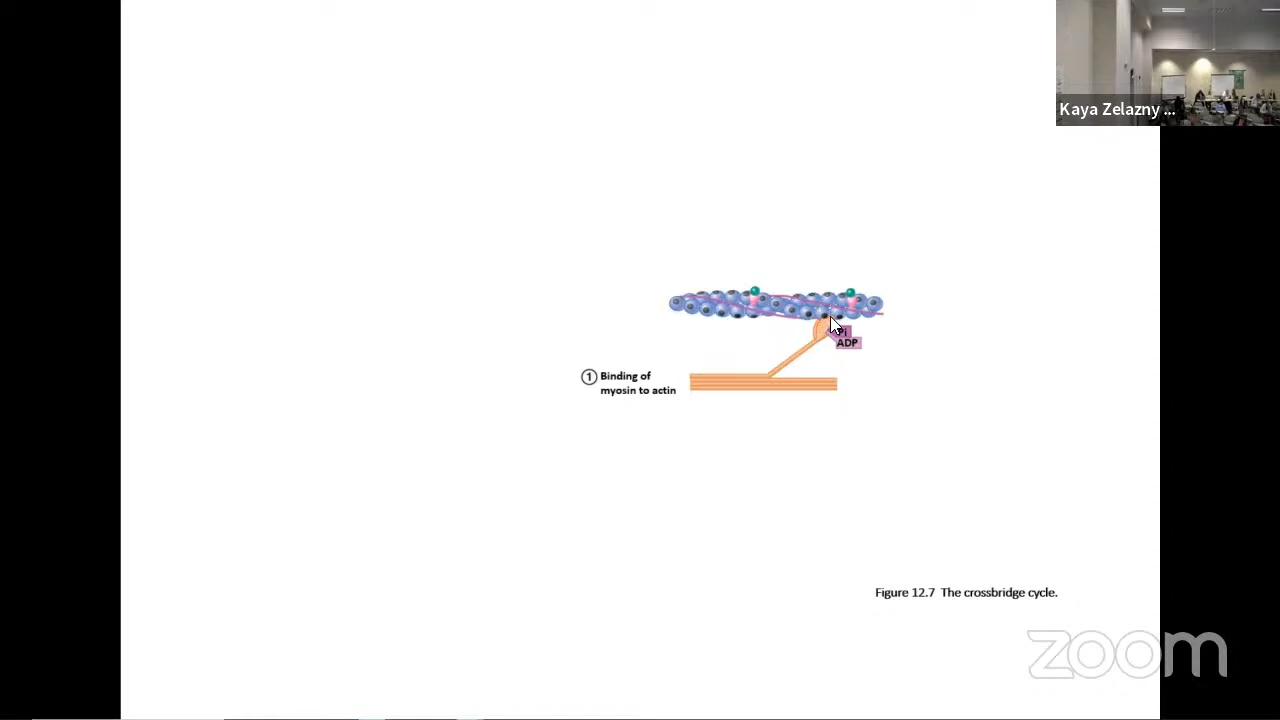 Kaya Zelazny ...
Pi
ADP
1 Binding of
myosin to actin
Figure 12.7 The crossbridge cycle.
zoom